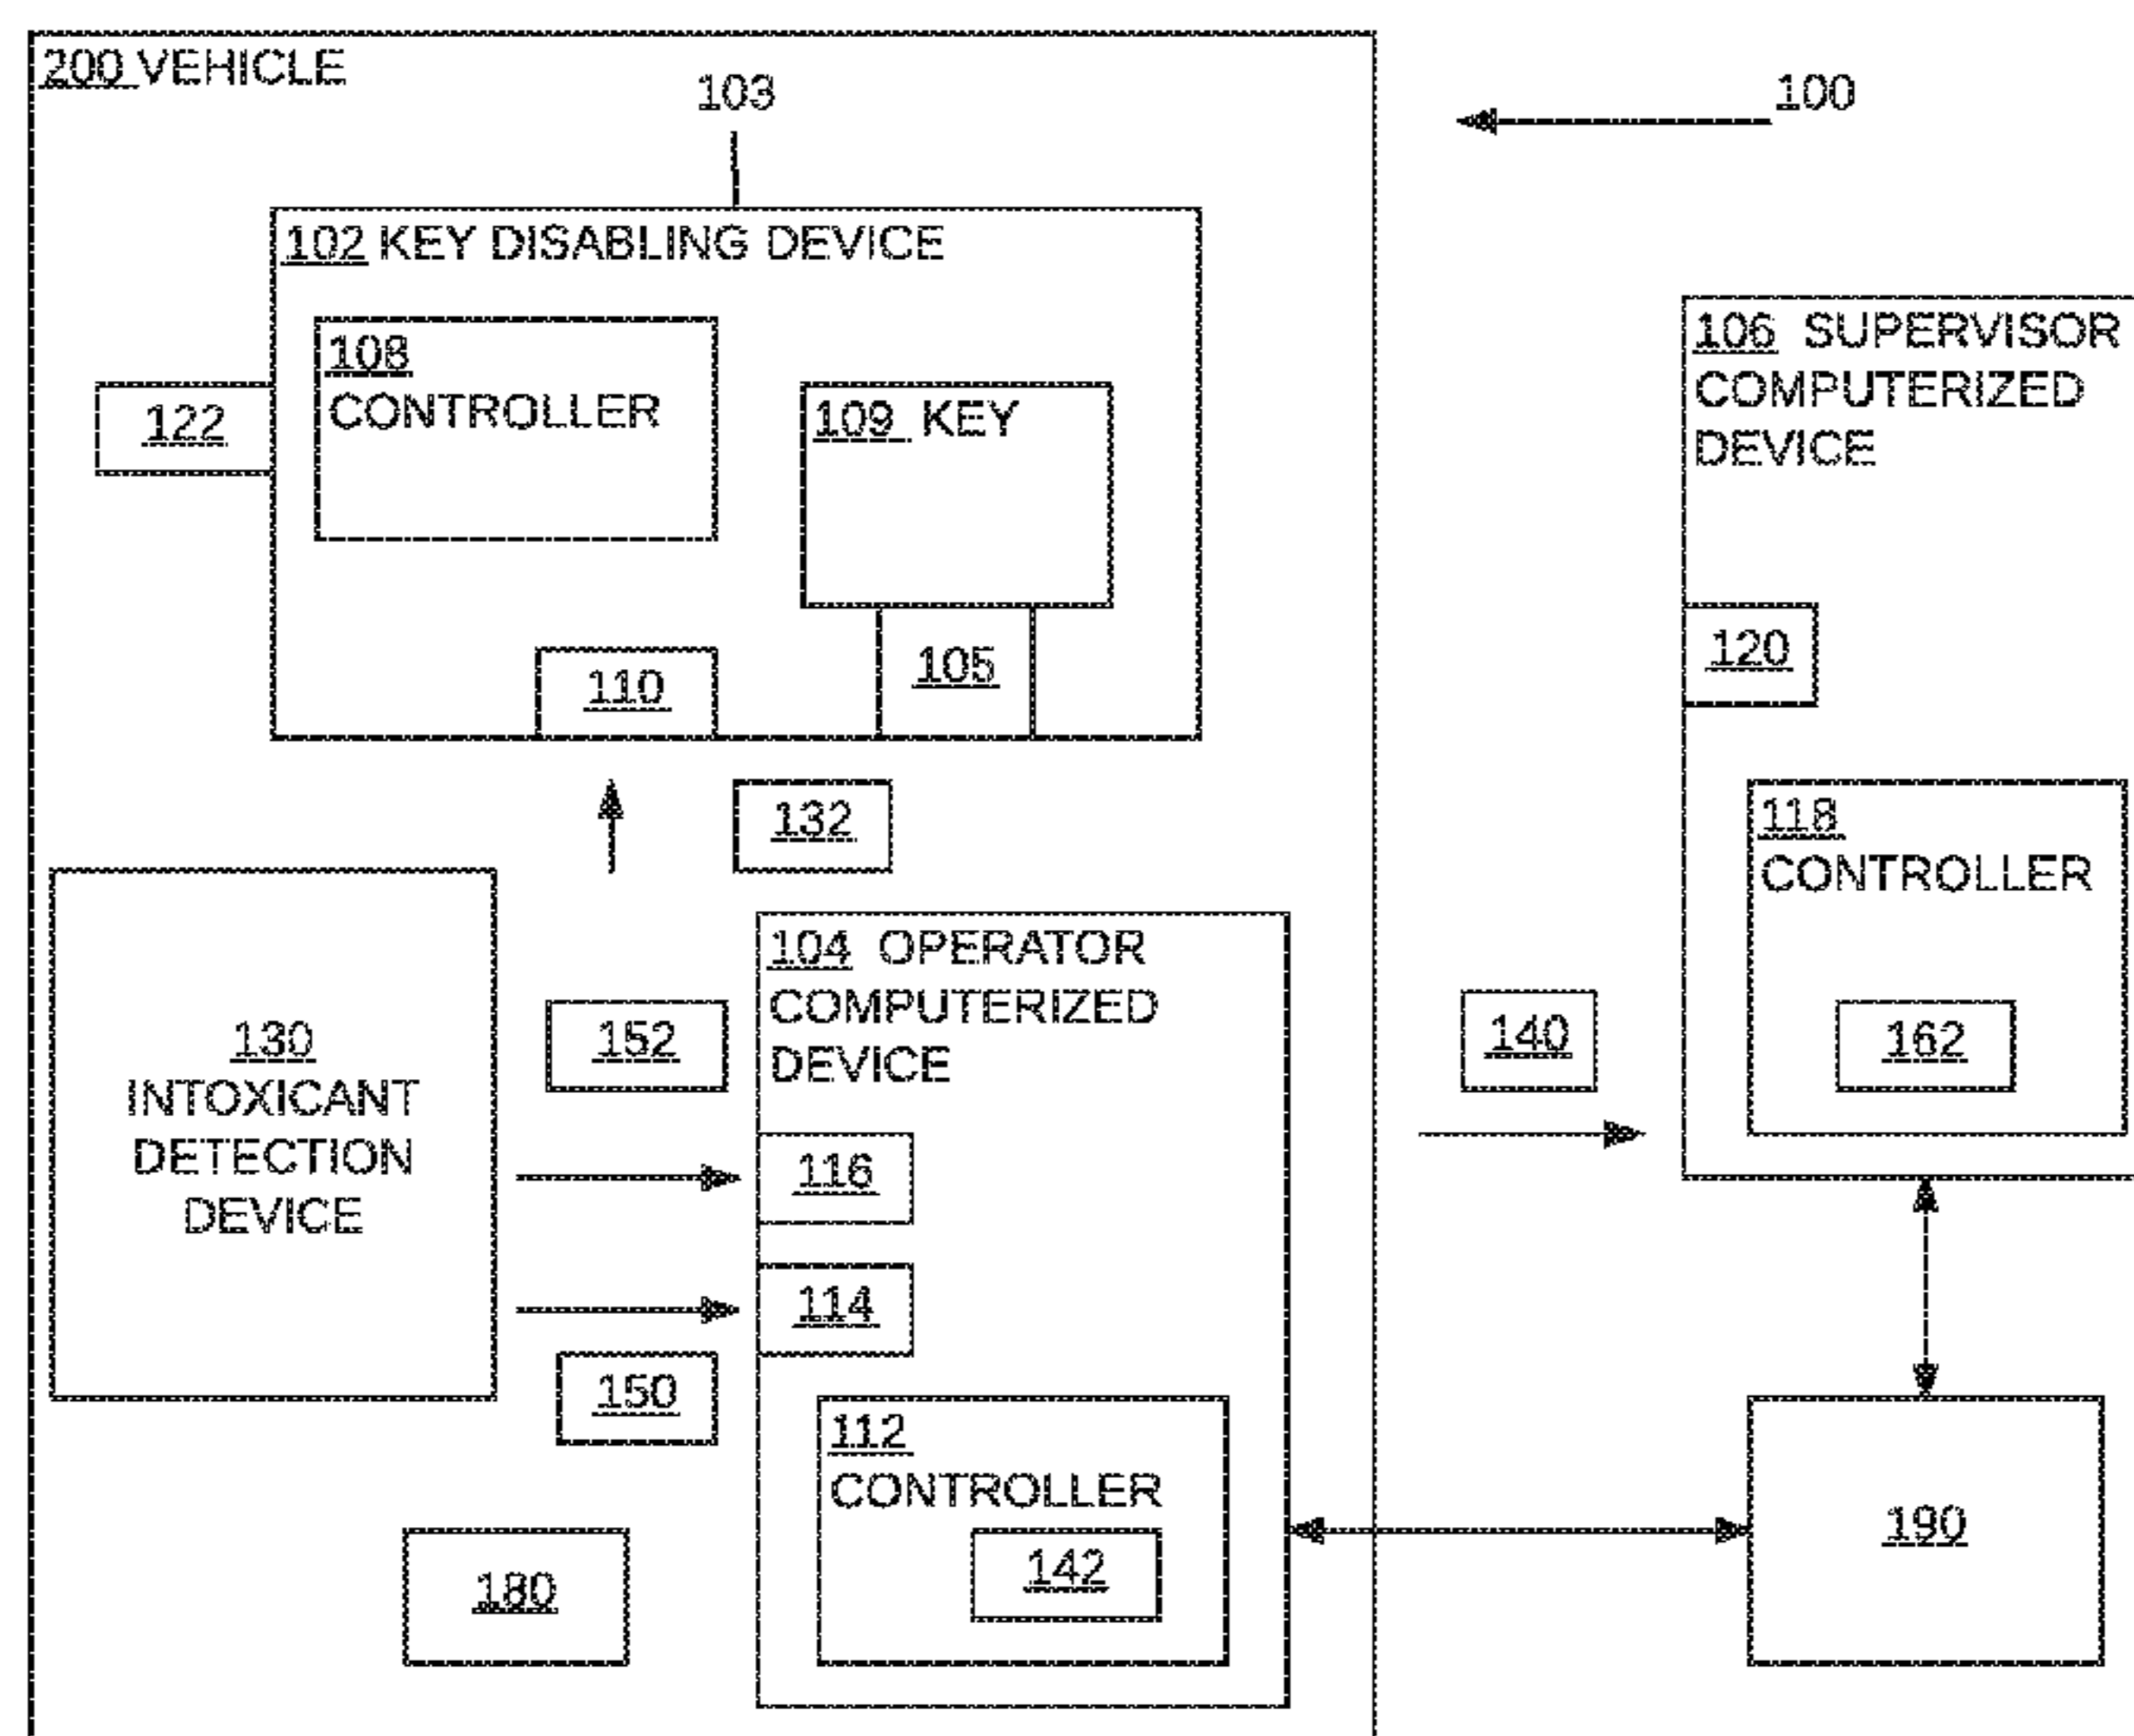 200 VEHICLE
103
100
102 KEY DISABLING DEVICE
106 SUPERVISOR
COMPUTERIZED
DEVICE
108
CONTROLLER
109 KEY
122
120
105
110
132
118
CONTROLLER
162
104 OPERATOR
COMPUTERIZED
DEVICE
130
INTOXICANT
DETECTION
DEVICE
152
140
116
114
150
112
CONTROLLER
142
180
190